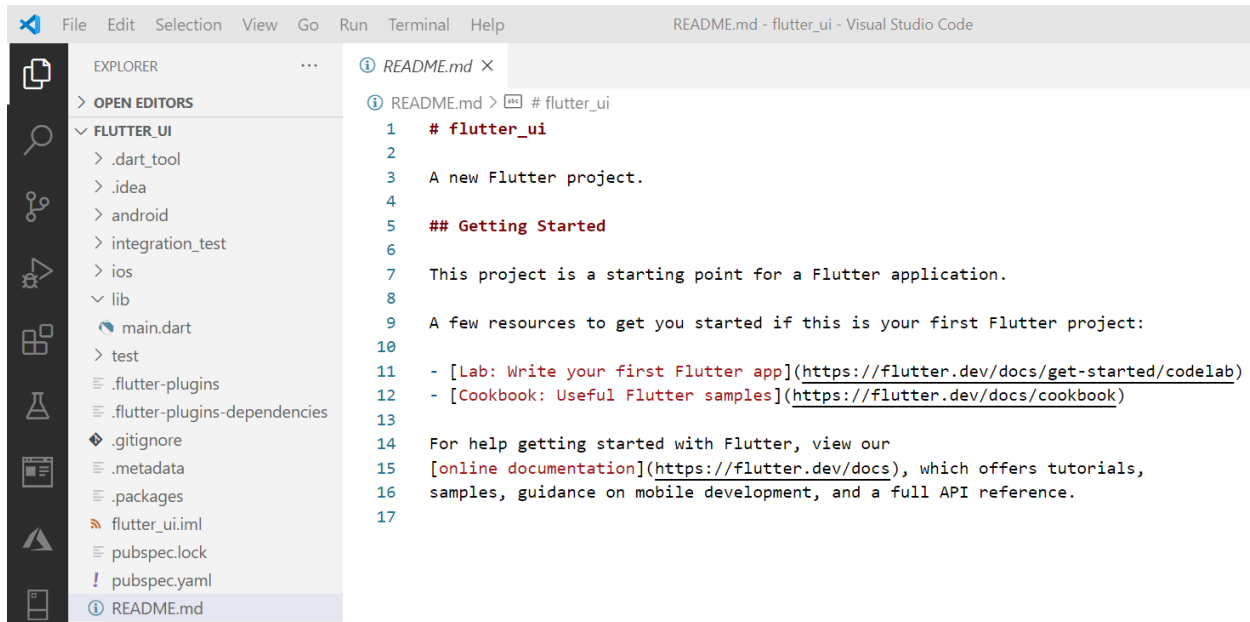 File Edit Selection View Go Run Terminal Help README.md - flutter_ui - Visual Studio Code
EXPLORER ...
OPEN EDITORS
FLUTTER_UI
.dart_tool
.idea
android
integration_test
ios
lib
main.dart
test
.flutter-plugins
.flutter-plugins-dependencies
.gitignore
.metadata
.packages
flutter_ui.iml
pubspec.lock
pubspec.yaml
README.md
README.md
README.md > abc # flutter_ui
1 # flutter_ui
2
3 A new Flutter project.
4
5 ## Getting Started
6
7 This project is a starting point for a Flutter application.
8
9 A few resources to get you started if this is your first Flutter project:
10
11 - [Lab: Write your first Flutter app](https://flutter.dev/docs/get-started/codelab)
12 - [Cookbook: Useful Flutter samples](https://flutter.dev/docs/cookbook)
13
14 For help getting started with Flutter, view our
15 [online documentation](https://flutter.dev/docs), which offers tutorials,
16 samples, guidance on mobile development, and a full API reference.
17